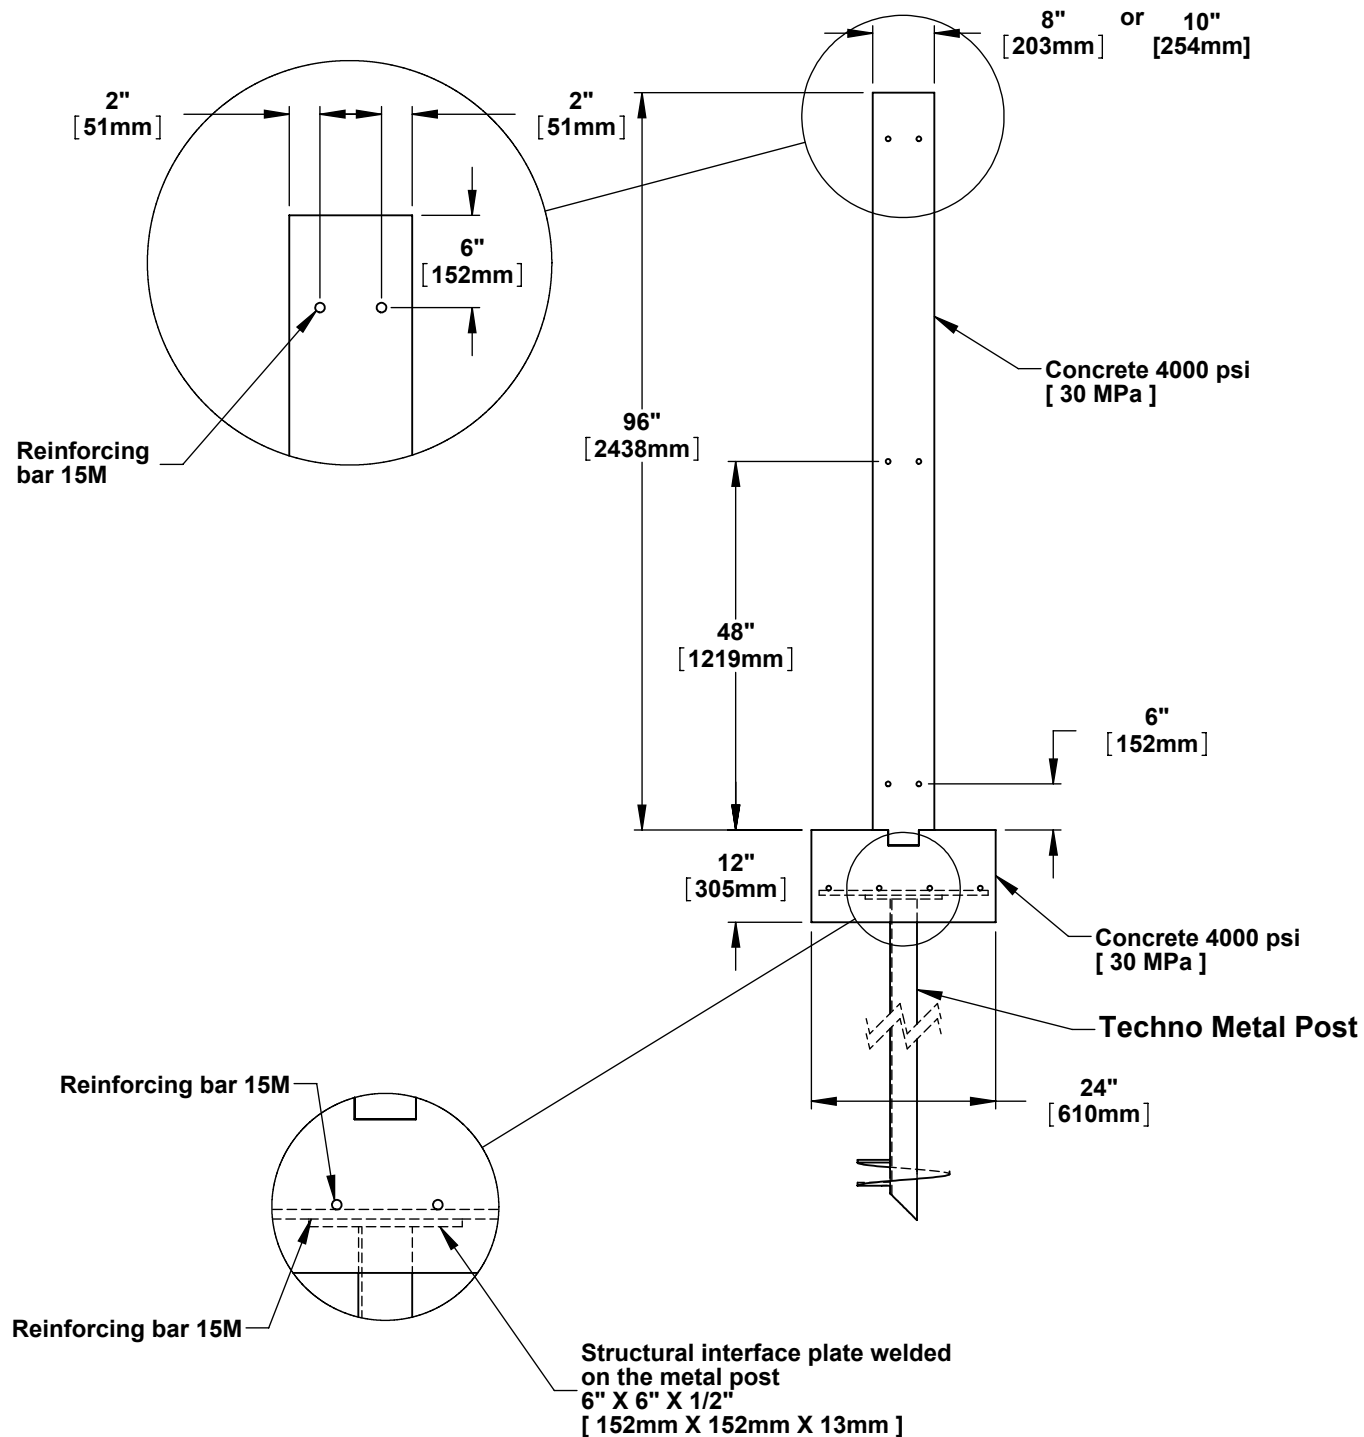 8" or 10"
[203mm] [254mm]
2"
[51mm]
2"
[51mm]
6"
[152mm]
Reinforcing
bar 15M
Concrete 4000 psi
[ 30 MPa ]
96"
[2438mm]
48"
[1219mm]
6"
[152mm]
12"
[305mm]
Concrete 4000 psi
[ 30 MPa ]
Techno Metal Post
24"
[610mm]
Reinforcing bar 15M
Reinforcing bar 15M
Structural interface plate welded
on the metal post
6" X 6" X 1/2"
[ 152mm X 152mm X 13mm ]